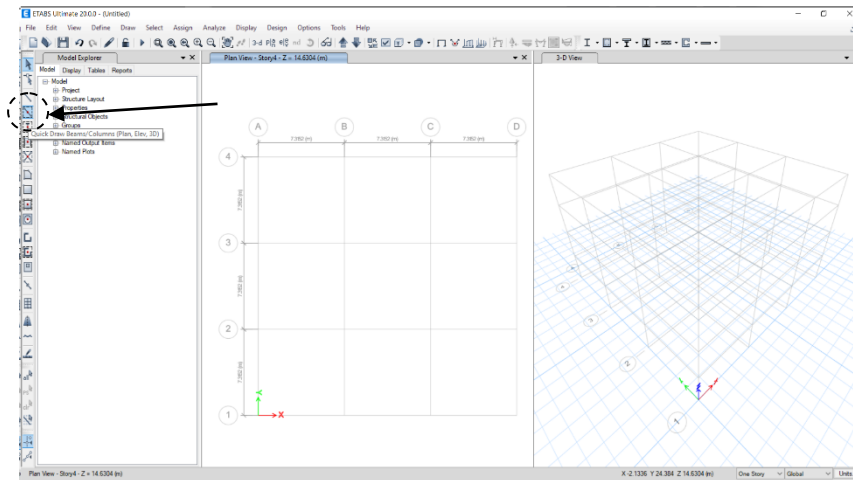 ETABS Ultimate 20.0.0 - (Untitled)
File Edit View Define Draw Select Assign Analyze Display Design Options Tools Help
Model Explorer
Plan View - Story4 - Z = 14.6304 (m)
3-D View
Model Display Tables Reports
Model
Project
Structure Layout
Properties
Structural Objects
Groups
Quick Draw Beams/Columns (Plan, Elev, 3D)
Named Output Items
Named Plots
A B C D
7.3152 (m) 7.3152 (m) 7.3152 (m)
4
7.3152 (m)
3
7.3152 (m)
2
7.3152 (m)
1
Y
X
Plan View - Story4 - Z = 14.6304 (m)
X -2.1336 Y 24.384 Z 14.6304 (m)
One Story
Global
Units